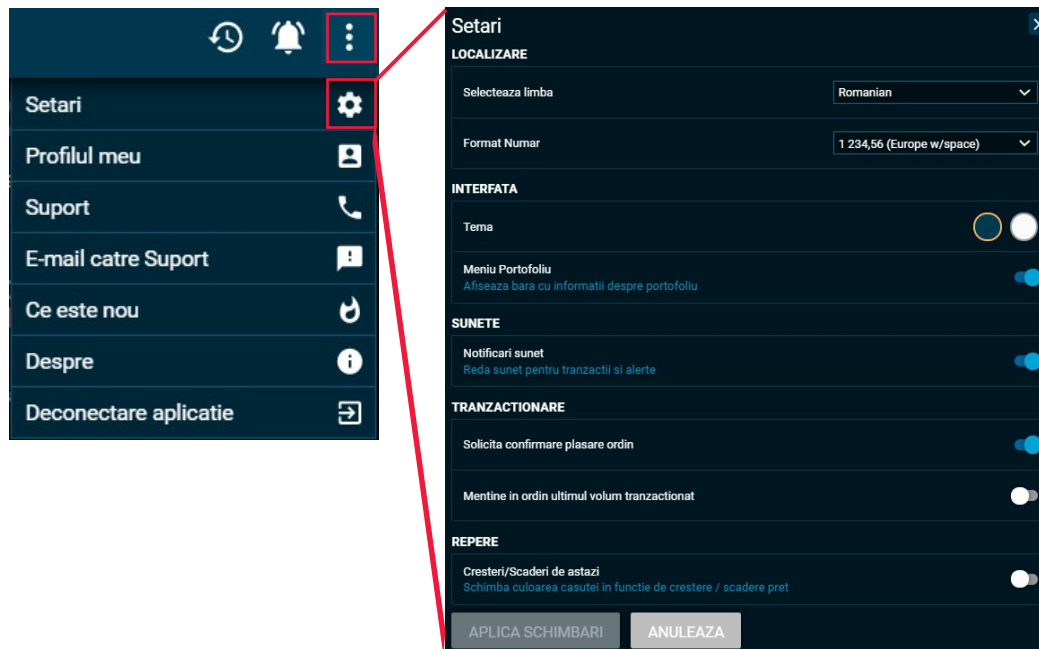 Setari
Profilul meu
Suport
E-mail catre Suport
Ce este nou
Despre
Deconectare aplicatie
Setari
LOCALIZARE
Selecteaza limba
Romanian
Format Numar
1 234,56 (Europe w/space)
INTERFATA
Tema
Meniu Portofoliu
Afiseaza bara cu informatii despre portofoliu
SUNETE
Notificari sunet
Reda sunet pentru tranzactii si alerte
TRANZACTIONARE
Solicita confirmare plasare ordin
Mentine in ordin ultimul volum tranzactionat
REPERE
Cresteri/Scaderi de astazi
Schimba culoarea casutei in functie de crestere / scadere pret
APLICA SCHIMBARI
ANULEAZA